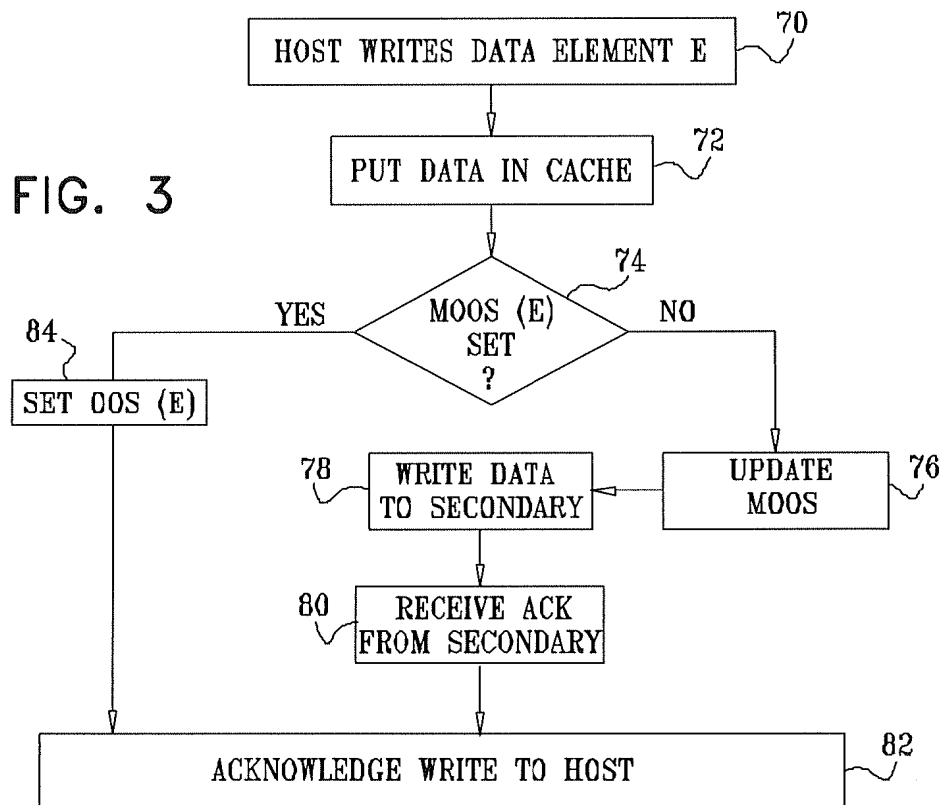 HOST WRITES DATA ELEMENT E
70
PUT DATA IN CACHE
72
FIG. 3
MOOS (E)
SET
?
74
YES
NO
84
SET OOS (E)
UPDATE
MOOS
76
78
WRITE DATA
TO SECONDARY
80
RECEIVE ACK
FROM SECONDARY
ACKNOWLEDGE WRITE TO HOST
82